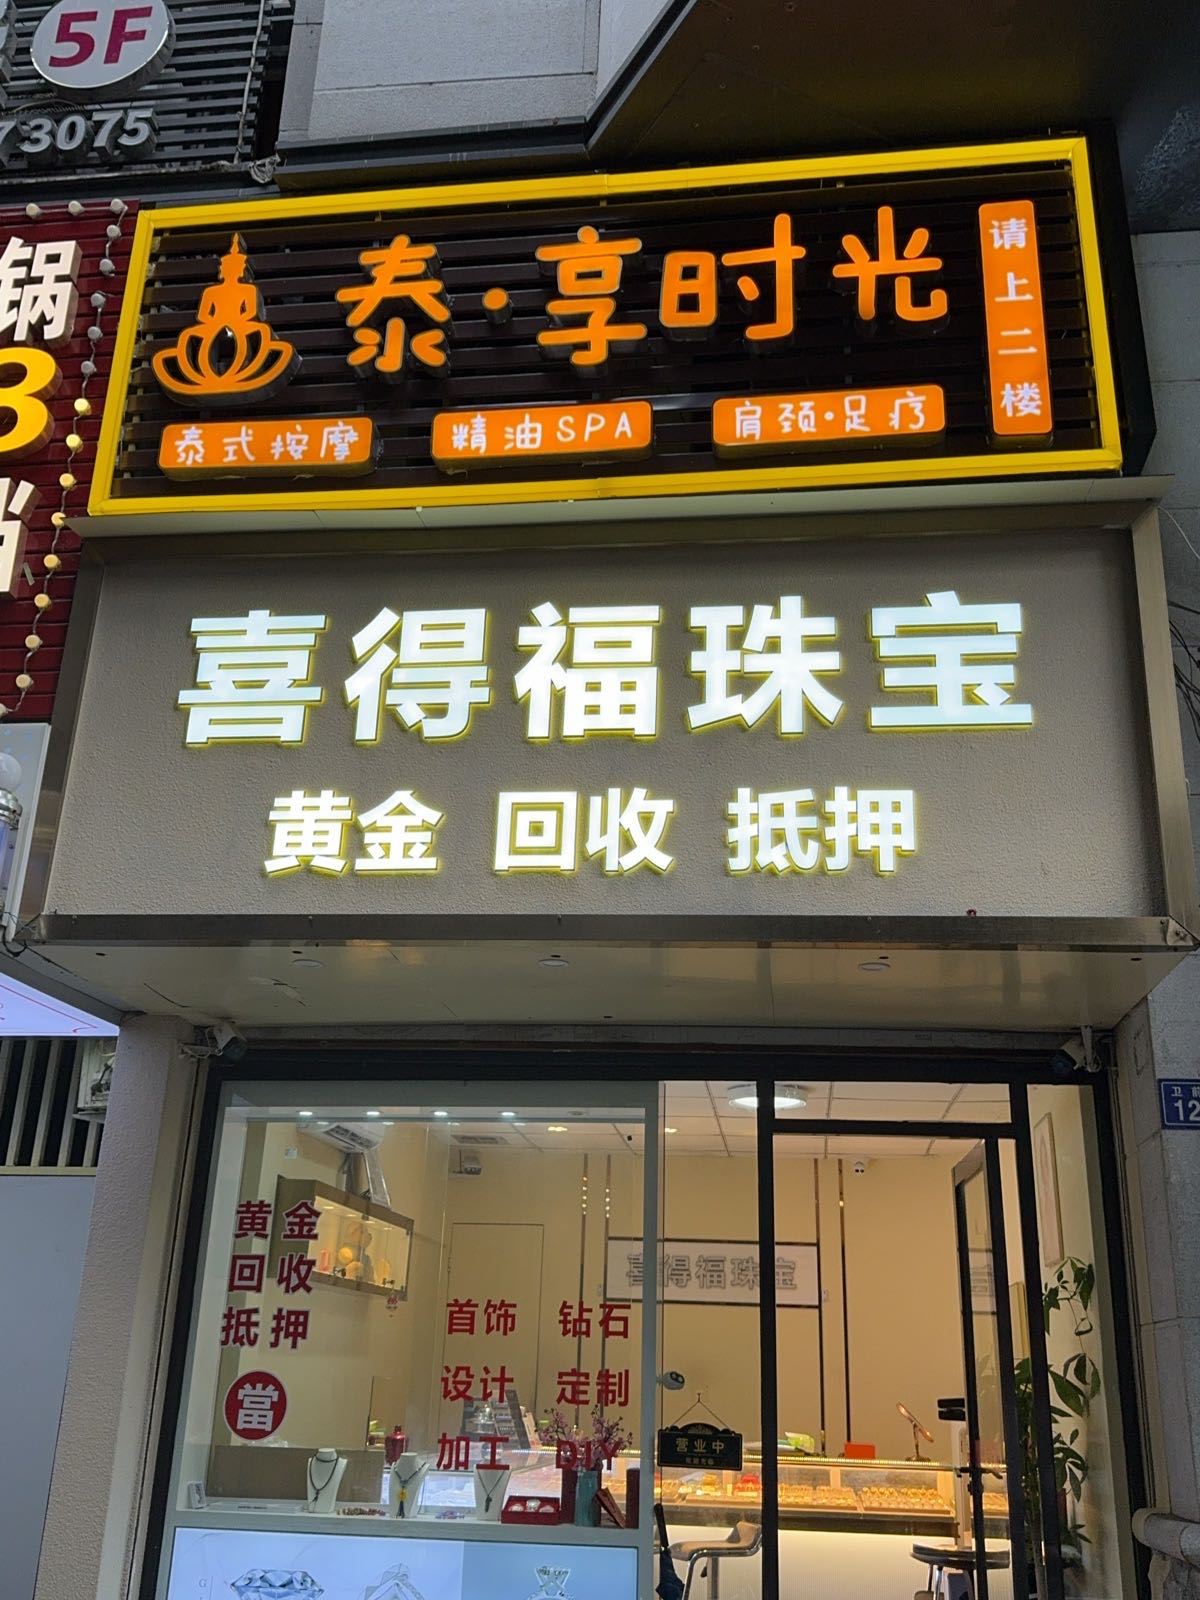 5F
73075
锅
8
泰·享时光
请上二楼
泰式按摩
精油SPA
肩颈·足疗
喜得福珠宝
黄金 回收 抵押
12
黄金
回收
抵押
當
喜得福珠宝
首饰 钻石
设计 定制
加工 DIY
营业中